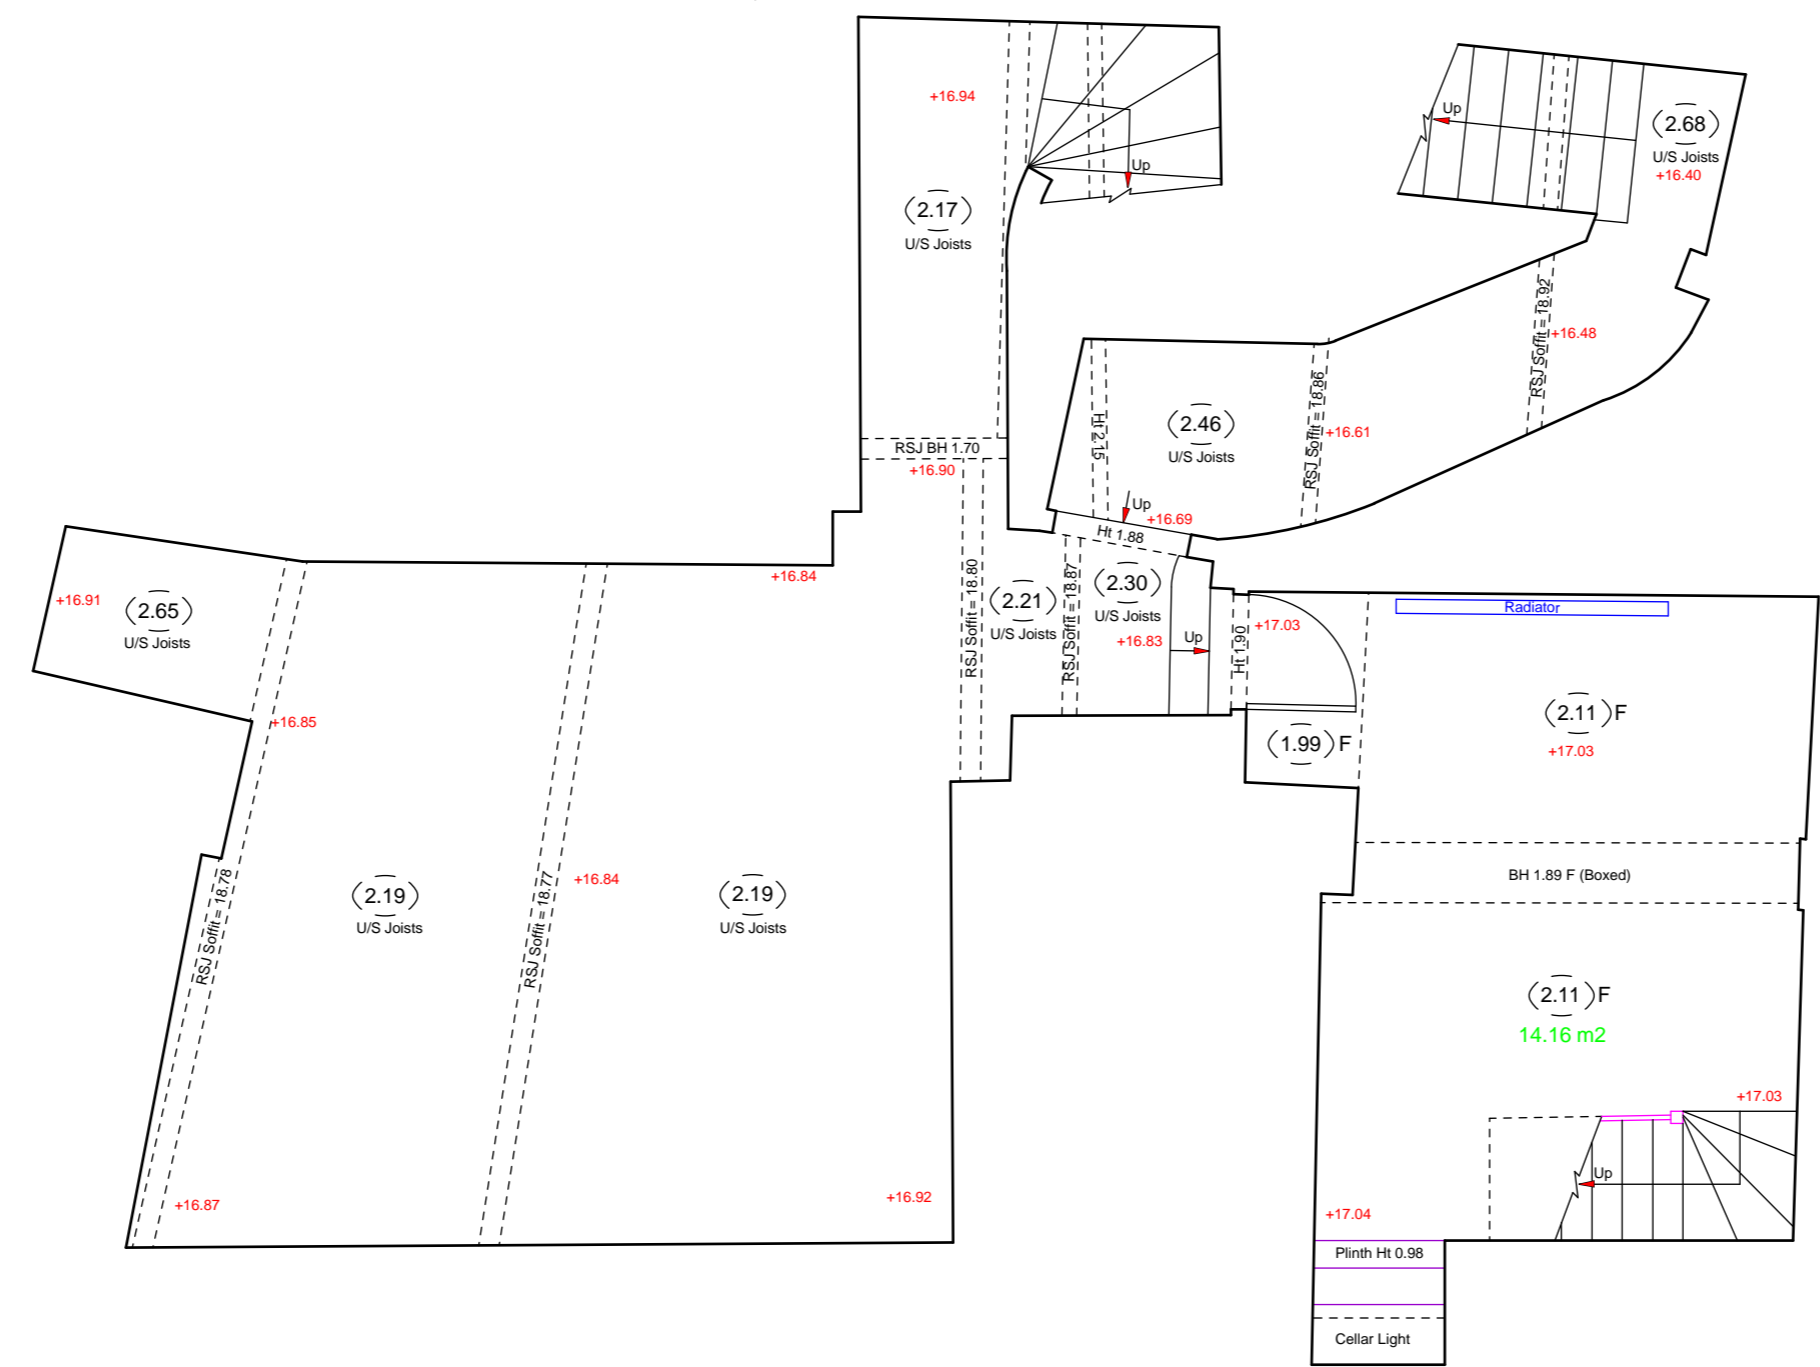 +16.94
Up
(2.17)
U/S Joists
Up
(2.68)
U/S Joists
+16.40
RSJ Soffit = 18.92
+16.48
Ht 2.15
(2.46)
U/S Joists
RSJ Soffit = 18.86
+16.61
RSJ BH 1.70
+16.90
Up
+16.69
Ht 1.88
+16.84
+16.91
(2.65)
U/S Joists
RSJ Soffit = 18.80
(2.21)
U/S Joists
RSJ Soffit = 18.87
(2.30)
U/S Joists
+16.83
Up
Ht 1.90
+17.03
Radiator
+16.85
(2.11) F
+17.03
(1.99) F
RSJ Soffit = 18.78
(2.19)
U/S Joists
RSJ Soffit = 18.77
+16.84
(2.19)
U/S Joists
BH 1.89 F (Boxed)
(2.11) F
14.16 m2
+17.03
Up
+16.87
+16.92
+17.04
Plinth Ht 0.98
Cellar Light